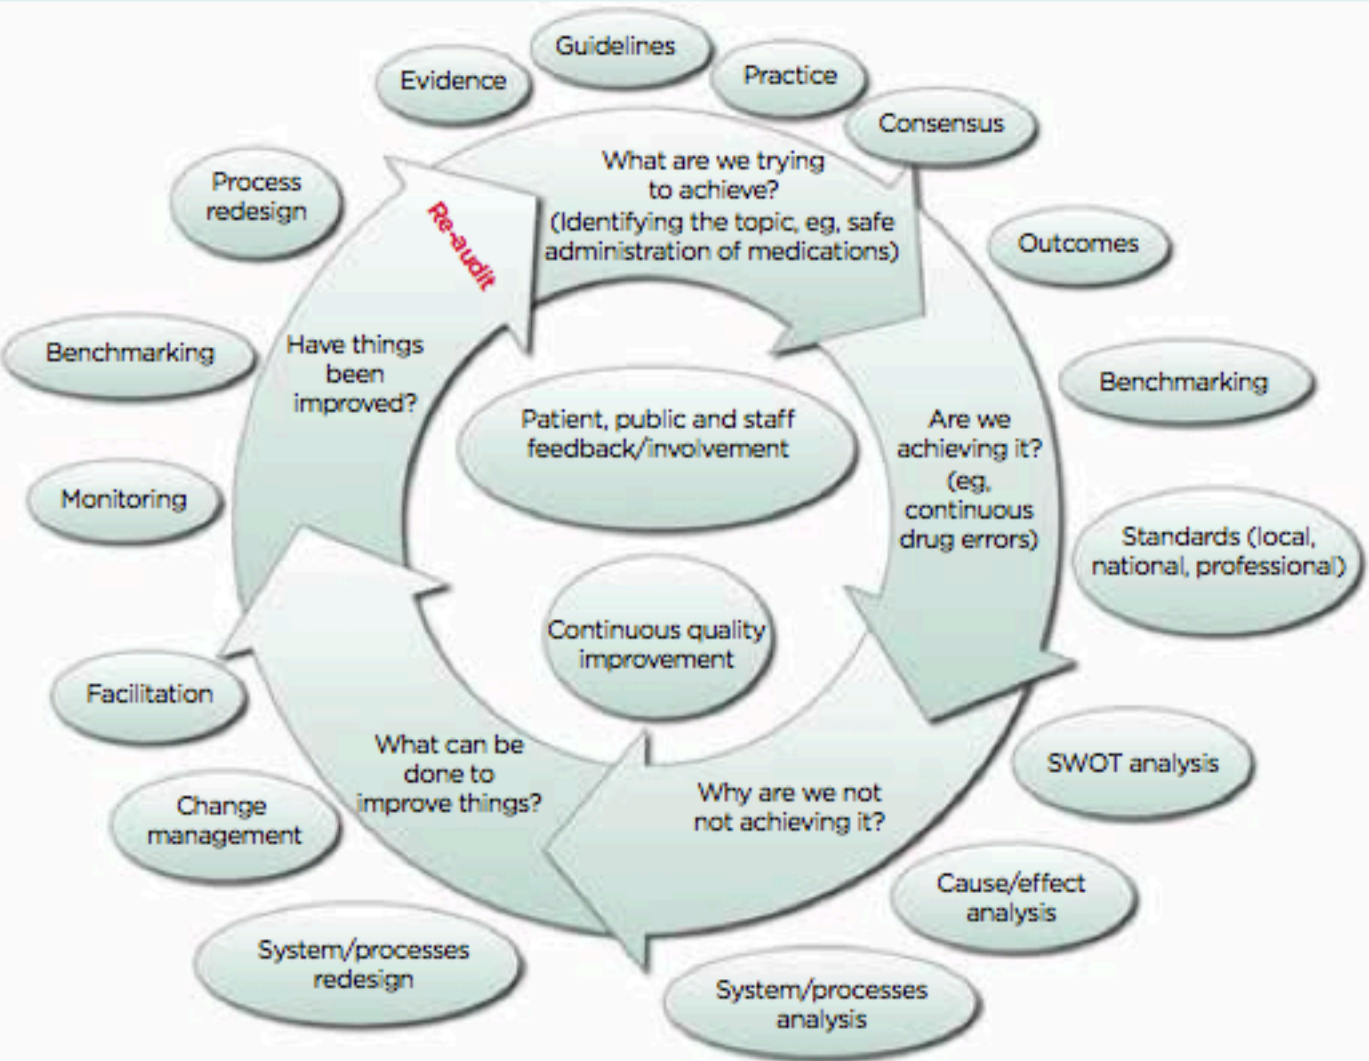 Guidelines
Evidence
Practice
Consensus
What are we trying
to achieve?
(Identifying the topic, eg, safe
administration of medications)
Process
redesign
Re-audit
Outcomes
Have things
been
improved?
Benchmarking
Benchmarking
Patient, public and staff
feedback/involvement
Are we
achieving it?
(eg,
continuous
drug errors)
Monitoring
Standards (local,
national, professional)
Continuous quality
improvement
Facilitation
What can be
done to
improve things?
SWOT analysis
Why are we not
not achieving it?
Change
management
Cause/effect
analysis
System/processes
redesign
System/processes
analysis